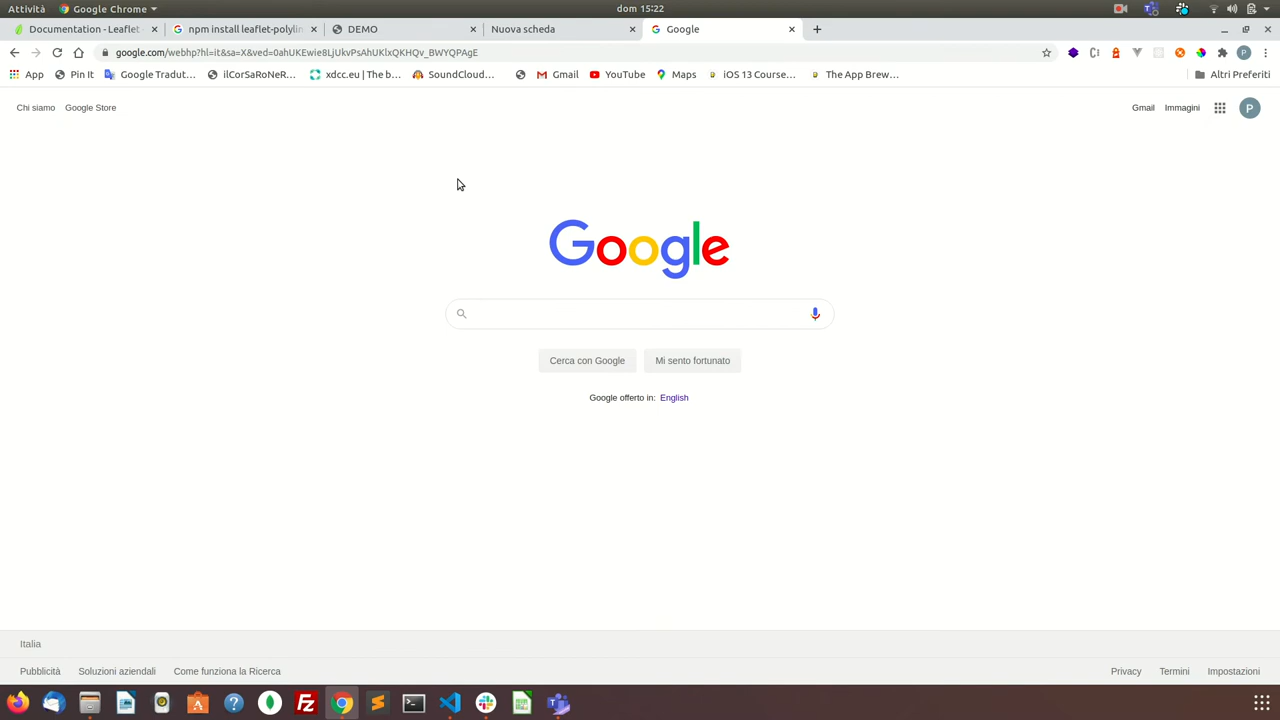 Attività
Google Chrome
dom 15:22
Documentation - Leaflet
npm install leaflet-polylin
DEMO
Nuova scheda
Google
google.com/webhp?hl=it&sa=X&ved=0ahUKEwie8LjUkvPsAhUKlxQKHQv_BWYQPAgE
App
Pin It
Google Tradut...
ilCorSaRoNeR...
xdcc.eu | The b...
SoundCloud...
Gmail
YouTube
Maps
iOS 13 Course...
The App Brew...
Altri Preferiti
Chi siamo
Google Store
Gmail
Immagini
P
Google
Cerca con Google
Mi sento fortunato
Google offerto in: English
Italia
Pubblicità
Soluzioni aziendali
Come funziona la Ricerca
Privacy
Termini
Impostazioni